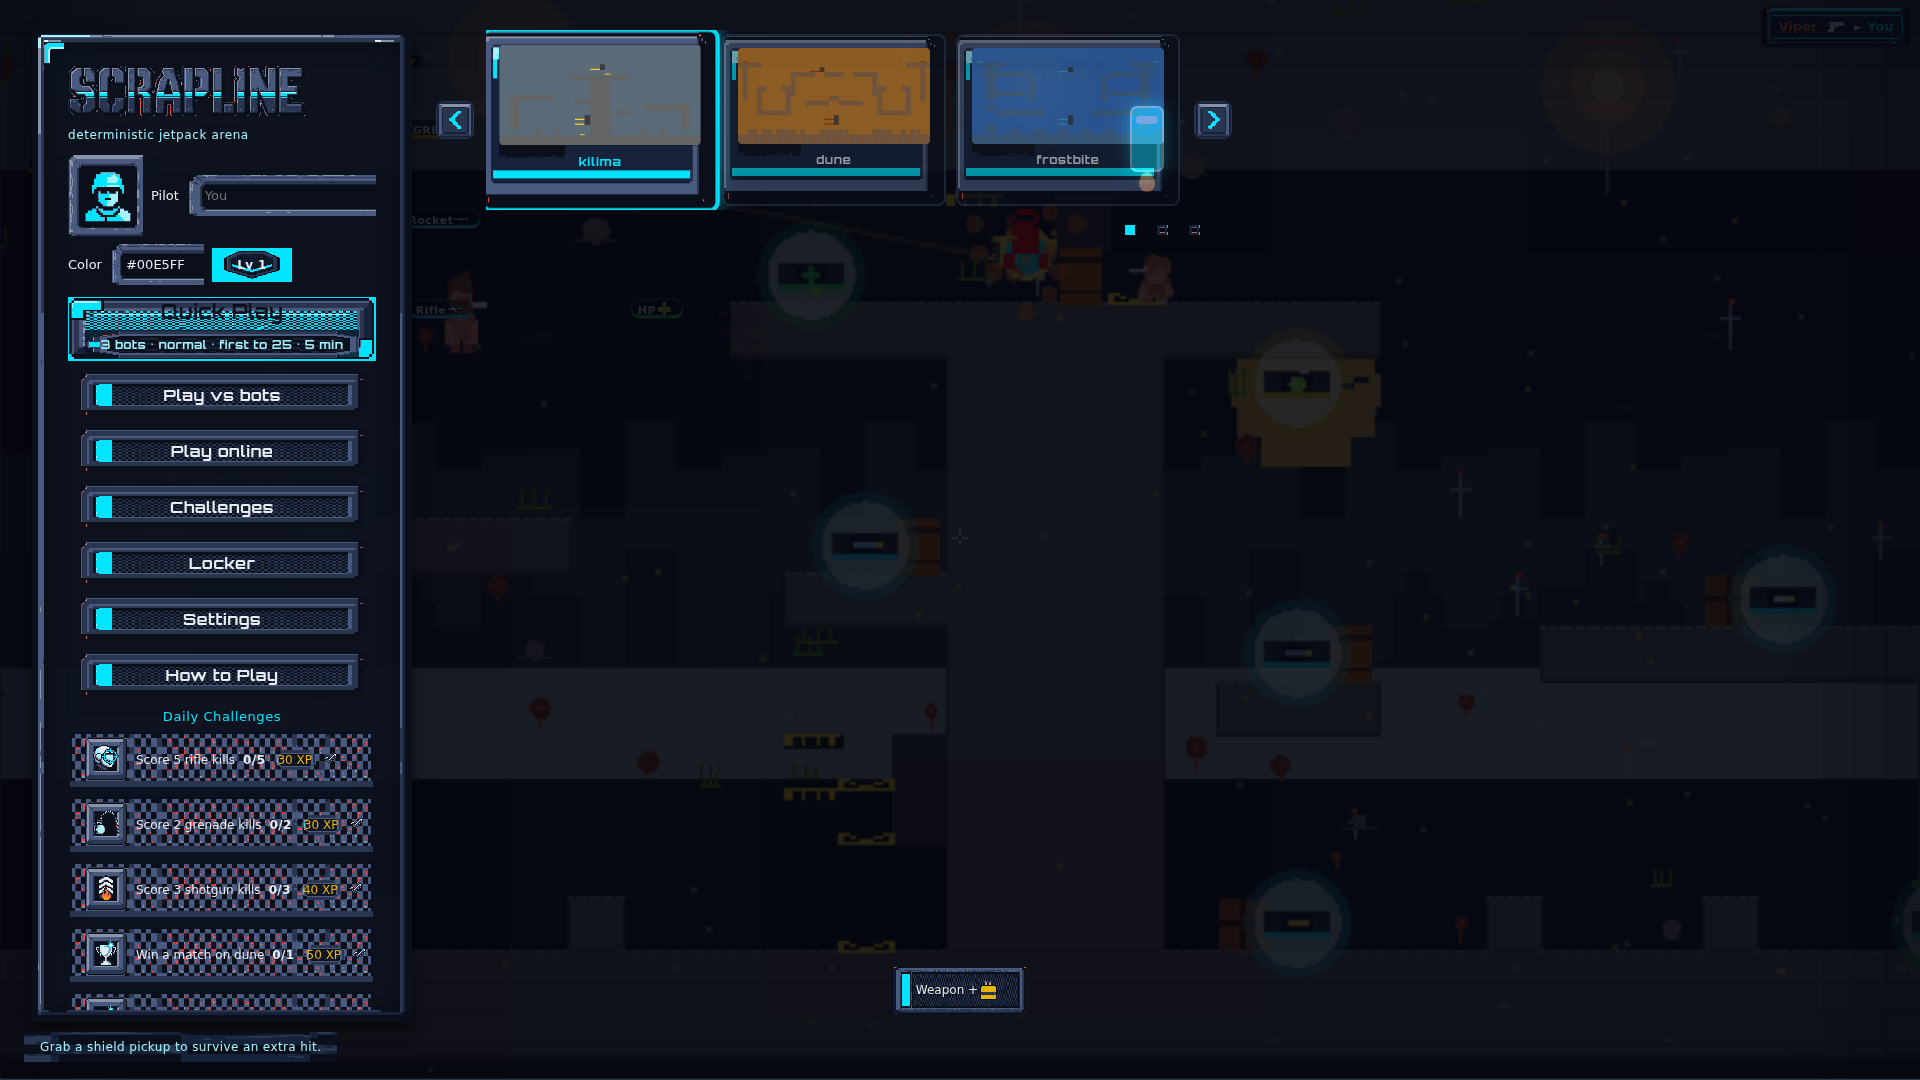 SCRAPLINE
deterministic jetpack arena
Pilot You
Color #00E5FF Lv 1
Quick Play
3 bots · normal · first to 25 · 5 min
Play vs bots
Play online
Challenges
Locker
Settings
How to Play
Daily Challenges
Score 5 rifle kills 0/5 30 XP
Score 2 grenade kills 0/2 30 XP
Score 3 shotgun kills 0/3 40 XP
Win a match on dune 0/1 50 XP
Grab a shield pickup to survive an extra hit.
kilima
dune
frostbite
Viper ▸ You
Rocket
Rifle
HP
Weapon +